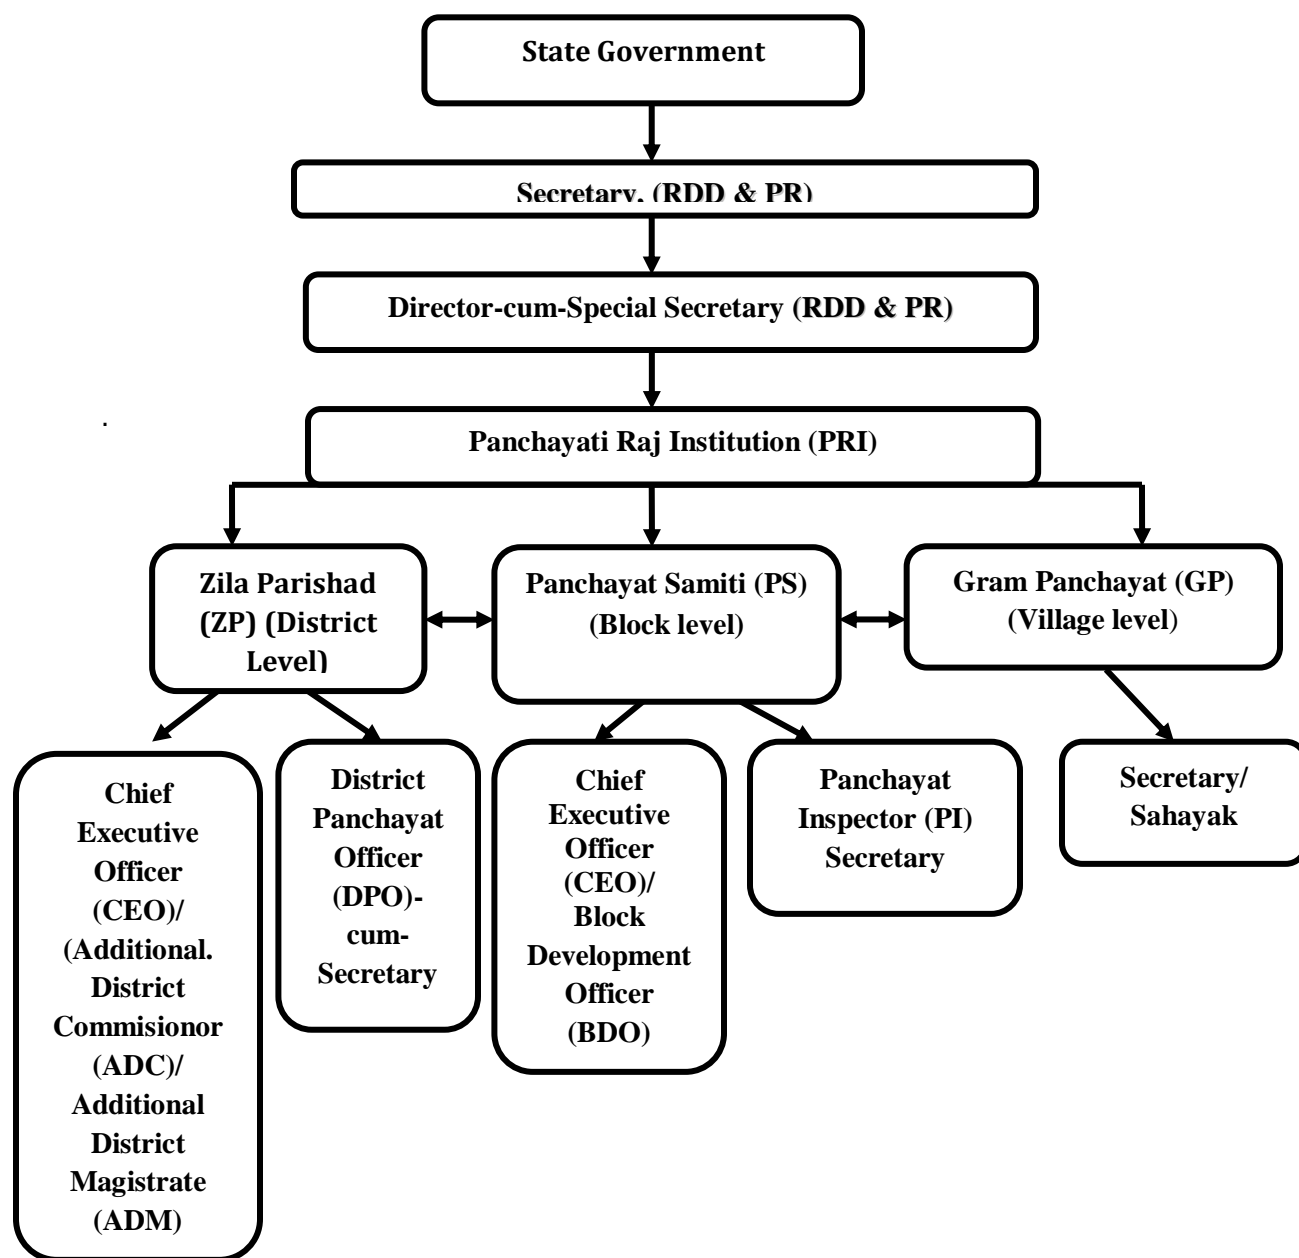 State Government
Secretary. (RDD & PR)
Director-cum-Special Secretary (RDD & PR)
.
Panchayati Raj Institution (PRI)
Zila Parishad
(ZP) (District
Level)
Panchayat Samiti (PS)
(Block level)
Gram Panchayat (GP)
(Village level)
Chief
Executive
Officer
(CEO)/
(Additional.
District
Commisionor
(ADC)/
Additional
District
Magistrate
(ADM)
District
Panchayat
Officer
(DPO)-
cum-
Secretary
Chief
Executive
Officer
(CEO)/
Block
Development
Officer
(BDO)
Panchayat
Inspector (PI)
Secretary
Secretary/
Sahayak